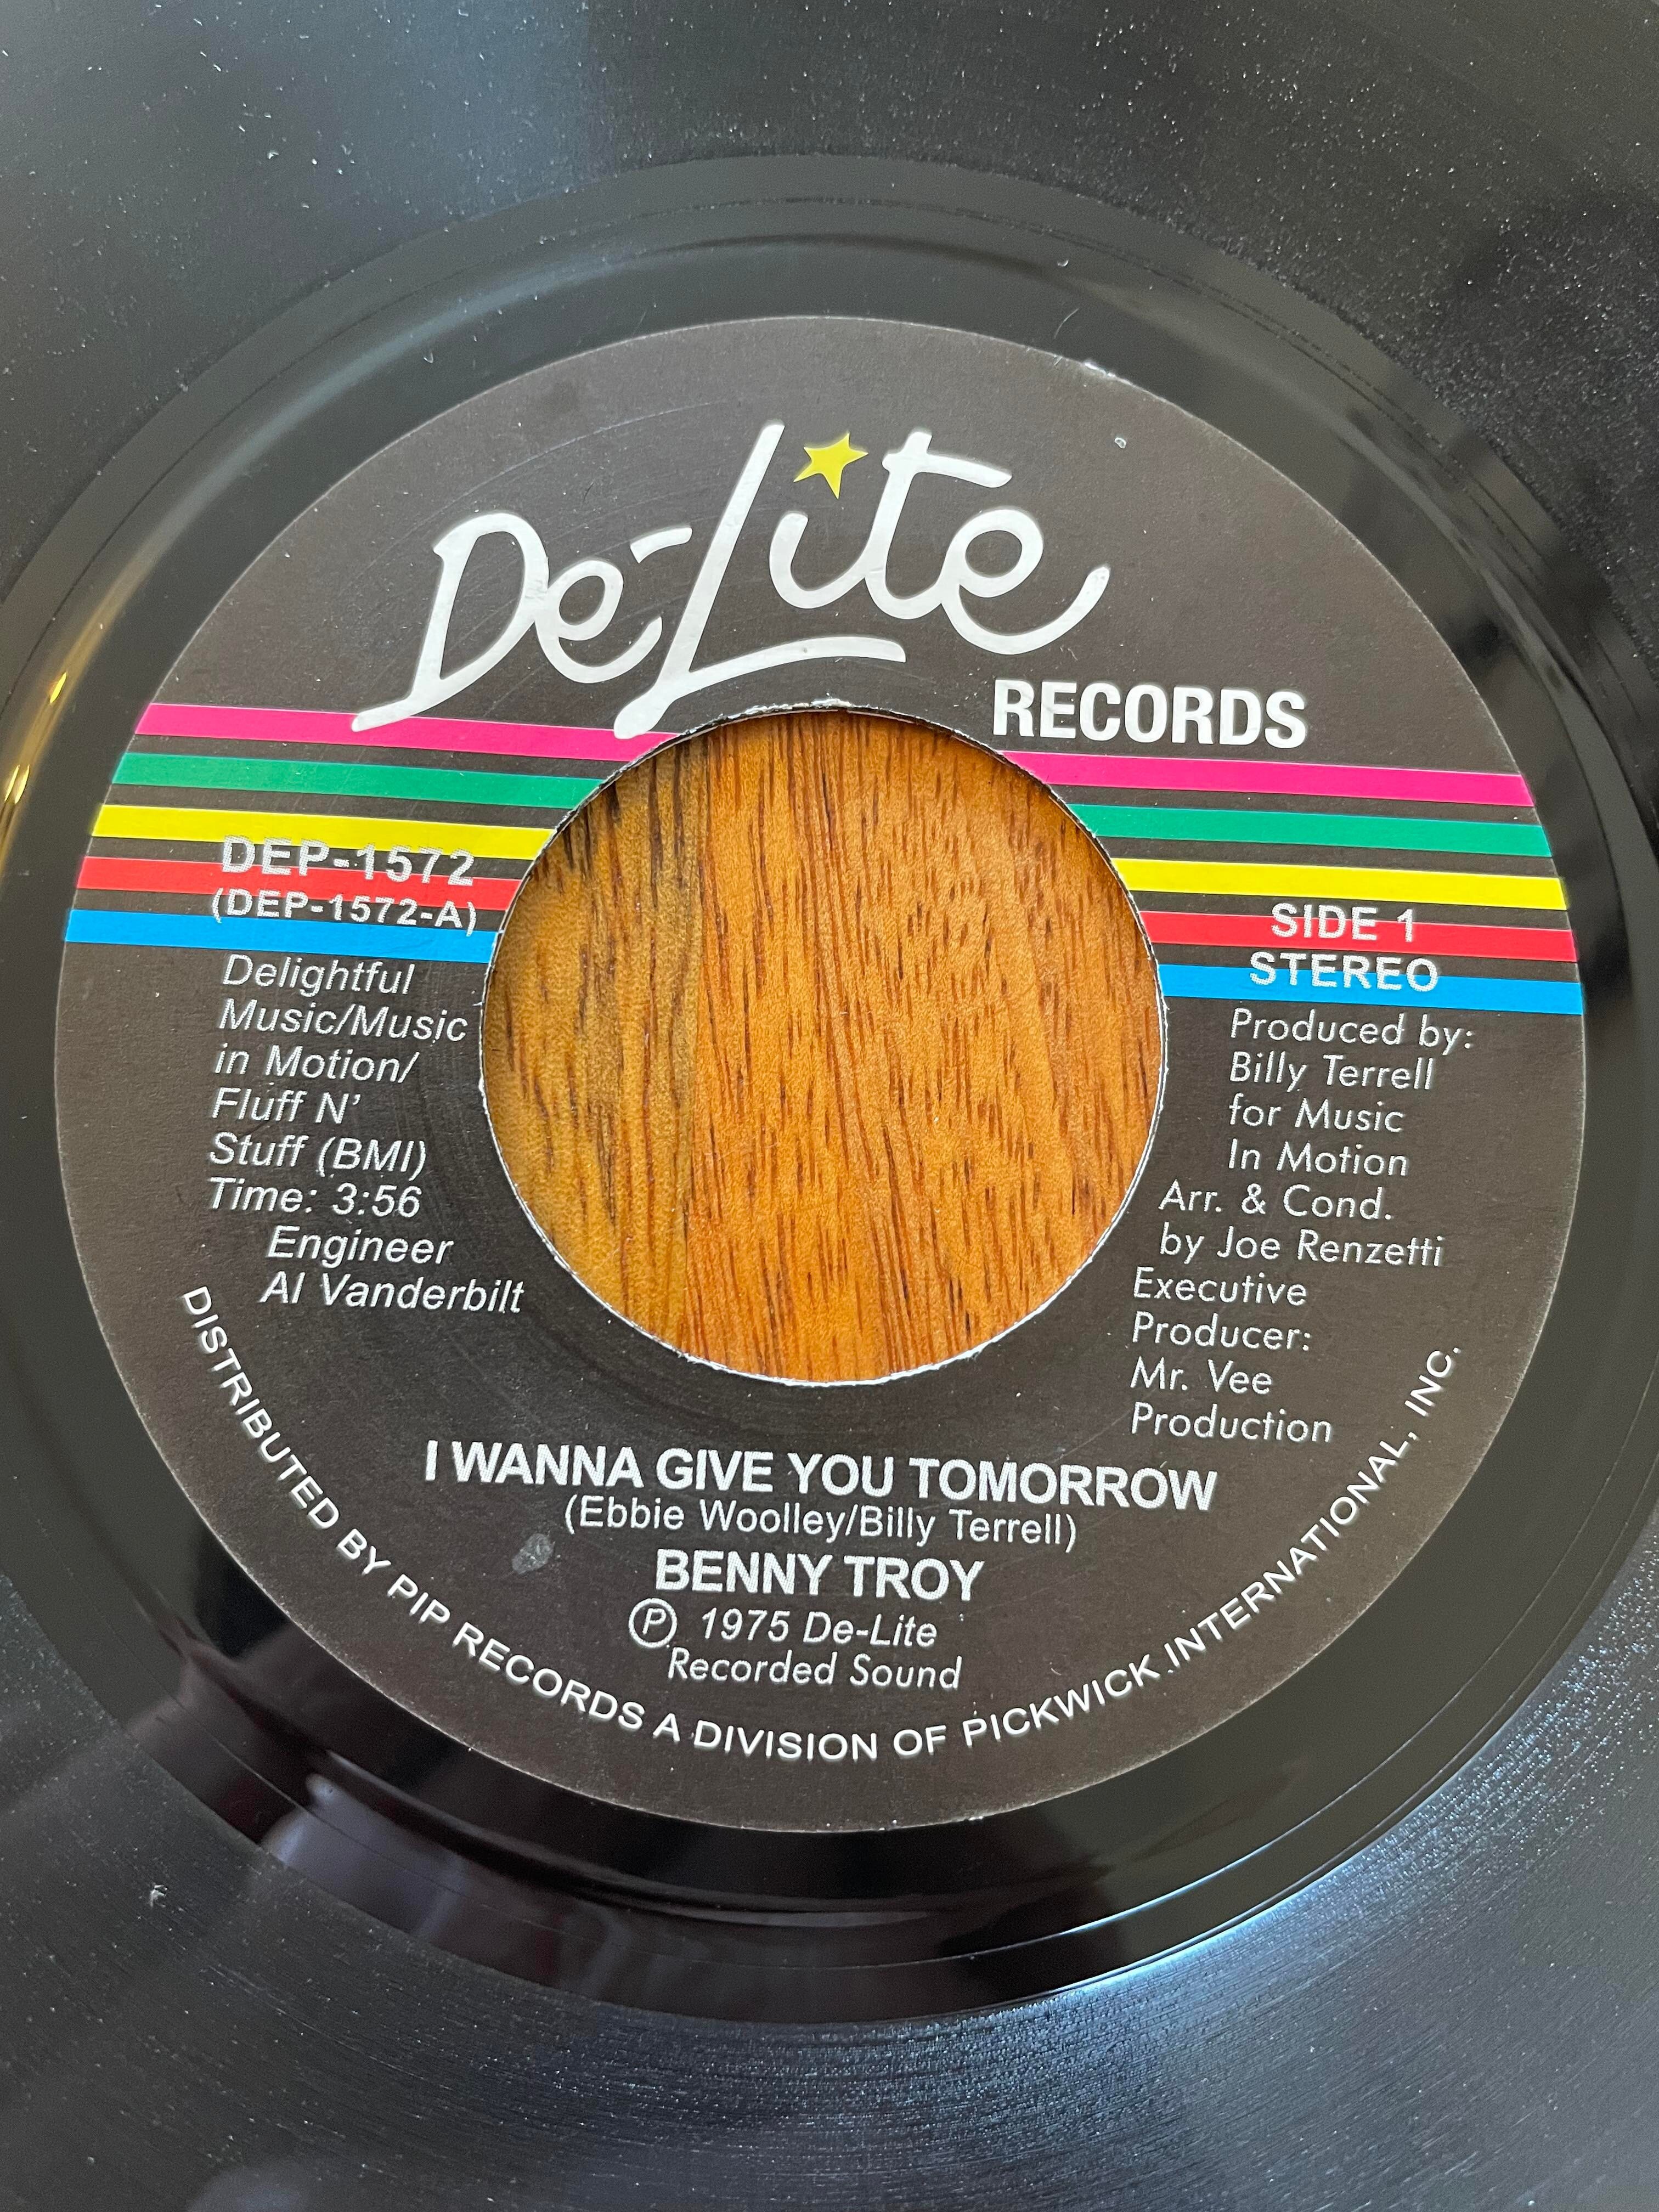 De-Lite
RECORDS
DEP-1572
(DEP-1572-A)
Delightful
Music/Music
in Motion/
Fluff N'
Stuff (BMI)
Time: 3:56
Engineer
Al Vanderbilt
SIDE 1
STEREO
Produced by:
Billy Terrell
for Music
In Motion
Arr. & Cond.
by Joe Renzetti
Executive
Producer:
Mr. Vee
Production
I WANNA GIVE YOU TOMORROW
(Ebbie Woolley/Billy Terrell)
BENNY TROY
Ⓟ 1975 De-Lite
Recorded Sound
DISTRIBUTED BY PIP RECORDS A DIVISION OF PICKWICK INTERNATIONAL, INC.